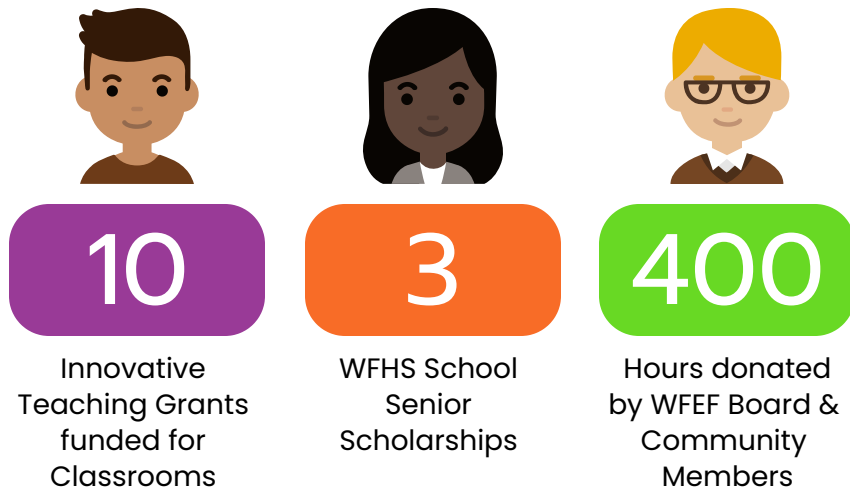 10
Innovative
Teaching Grants
funded for
Classrooms
3
WFHS School
Senior
Scholarships
400
Hours donated
by WFEF Board &
Community
Members